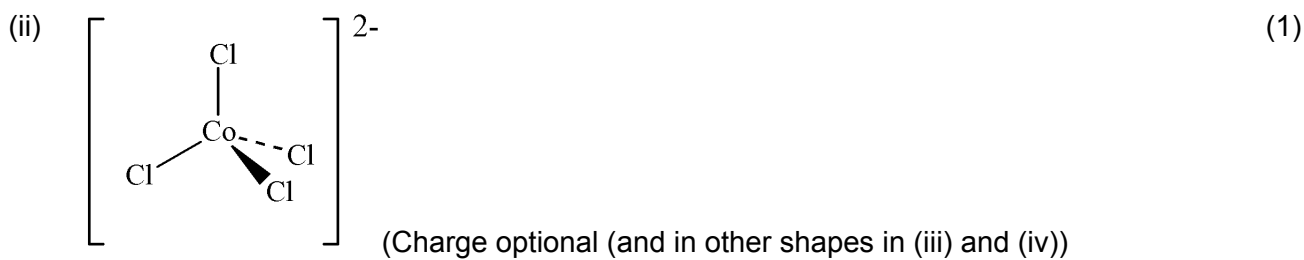 (ii) 2- (1)
Cl
Co
Cl Cl
Cl
(Charge optional (and in other shapes in (iii) and (iv))